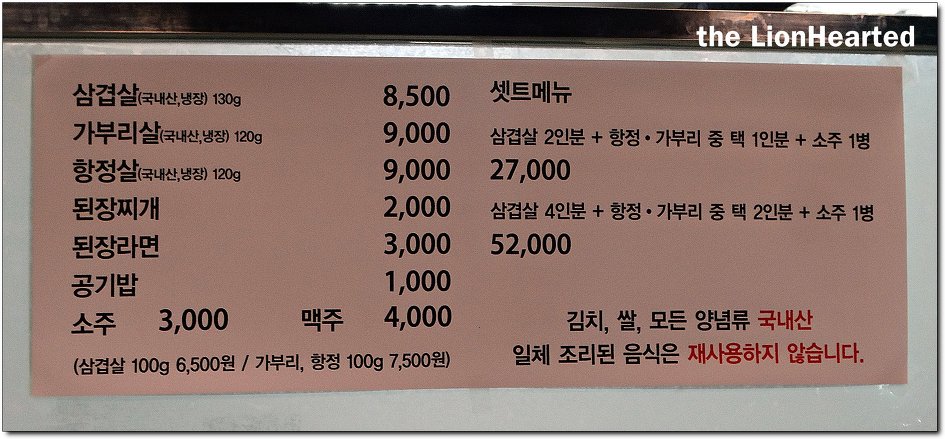 the LionHearted
삼겹살(국내산,냉장) 130g 8,500
가부리살(국내산,냉장) 120g 9,000
항정살(국내산,냉장) 120g 9,000
된장찌개 2,000
된장라면 3,000
공기밥 1,000
소주 3,000 맥주 4,000
(삼겹살 100g 6,500원 / 가부리, 항정 100g 7,500원)
셋트메뉴
삼겹살 2인분 + 항정·가부리 중 택 1인분 + 소주 1병
27,000
삼겹살 4인분 + 항정·가부리 중 택 2인분 + 소주 1병
52,000
김치, 쌀, 모든 양념류 국내산
일체 조리된 음식은 재사용하지 않습니다.